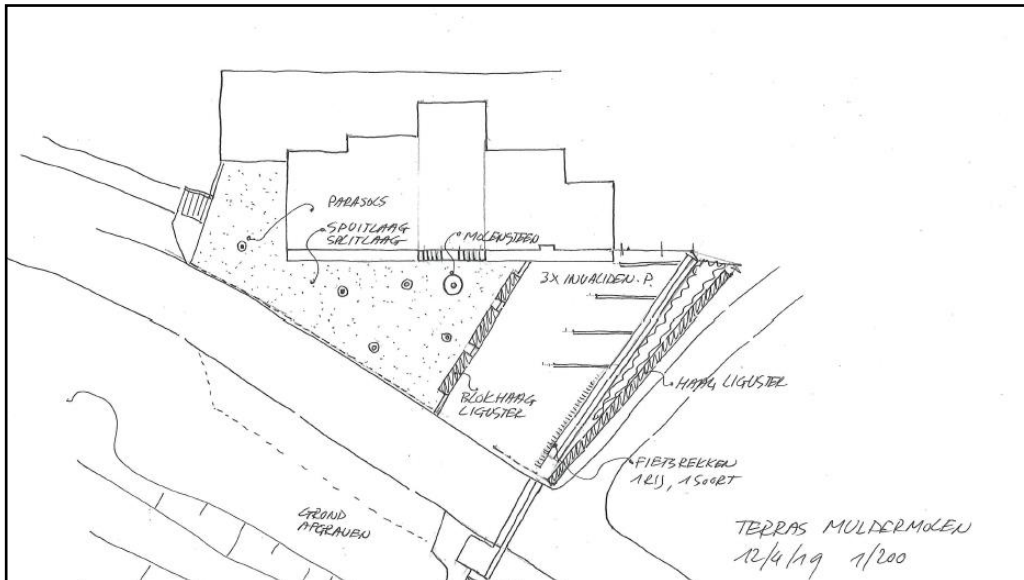 PARASOLS
SPUITLAAG
SPLITLAAG
MOLENSTEEN
3X INVALIDEN.P.
BLOKHAAG
LIGUSTER
HAAG LIGUSTER
FIETSREKKEN
1 RIJ, 1 SOORT
GROND
AFGRAVEN
TERRAS MULDERMOLEN
12/4/19 1/200